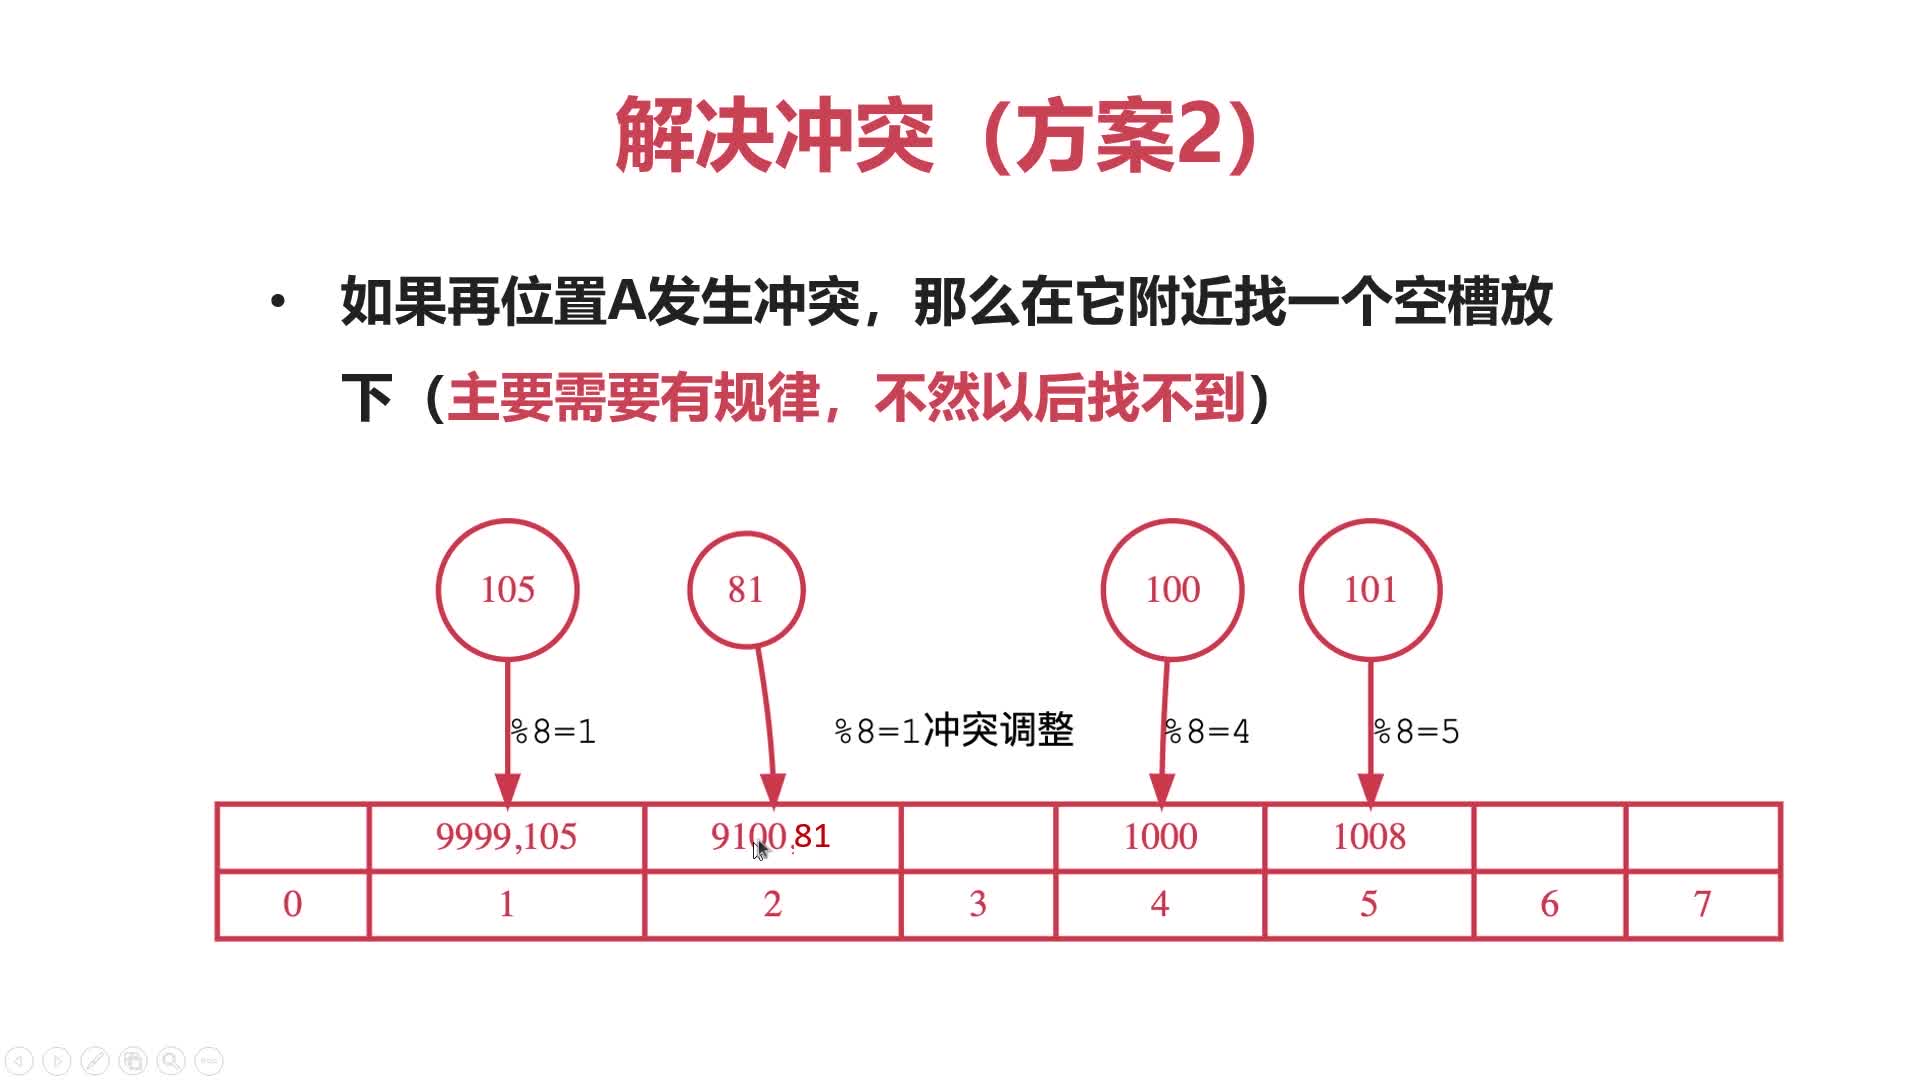 解决冲突（方案2）
• 如果再位置A发生冲突，那么在它附近找一个空槽放
下（主要需要有规律，不然以后找不到）
105 81 100 101
%8=1 %8=1冲突调整 %8=4 %8=5
9999,105 9100,81 1000 1008
0 1 2 3 4 5 6 7